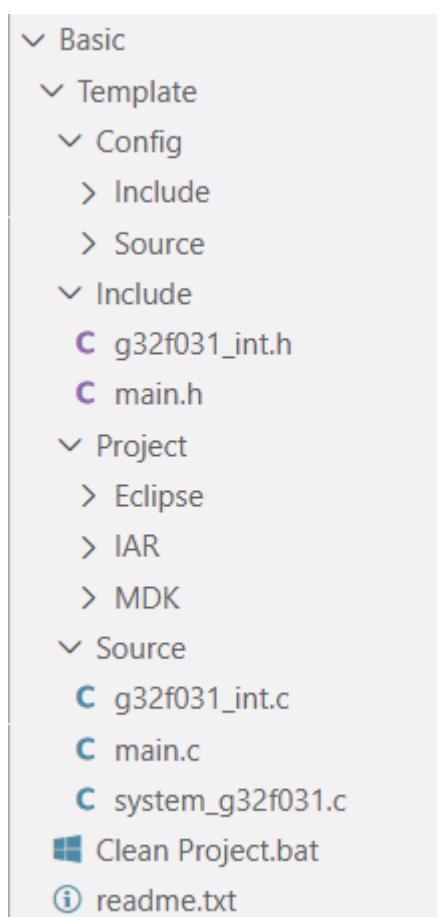 Basic
Template
Config
Include
Source
Include
C g32f031_int.h
C main.h
Project
Eclipse
IAR
MDK
Source
C g32f031_int.c
C main.c
C system_g32f031.c
Clean Project.bat
readme.txt